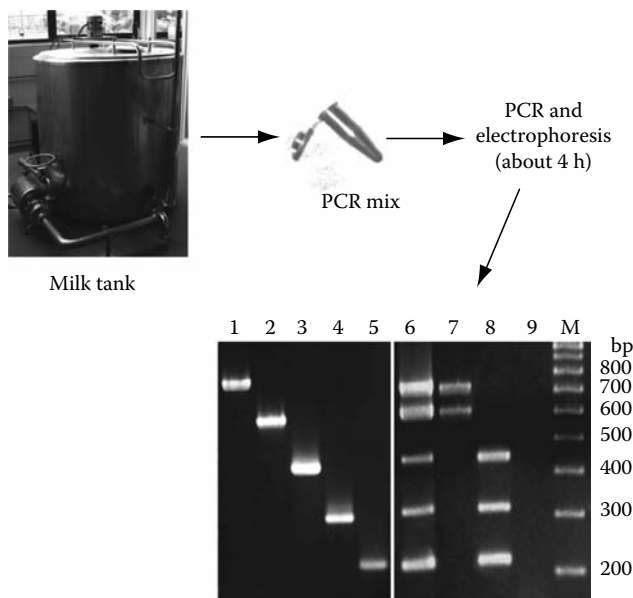 PCR and
electrophoresis
(about 4 h)
PCR mix
Milk tank
1 2 3 4 5 6 7 8 9 M
bp
800
700
600
500
400
300
200